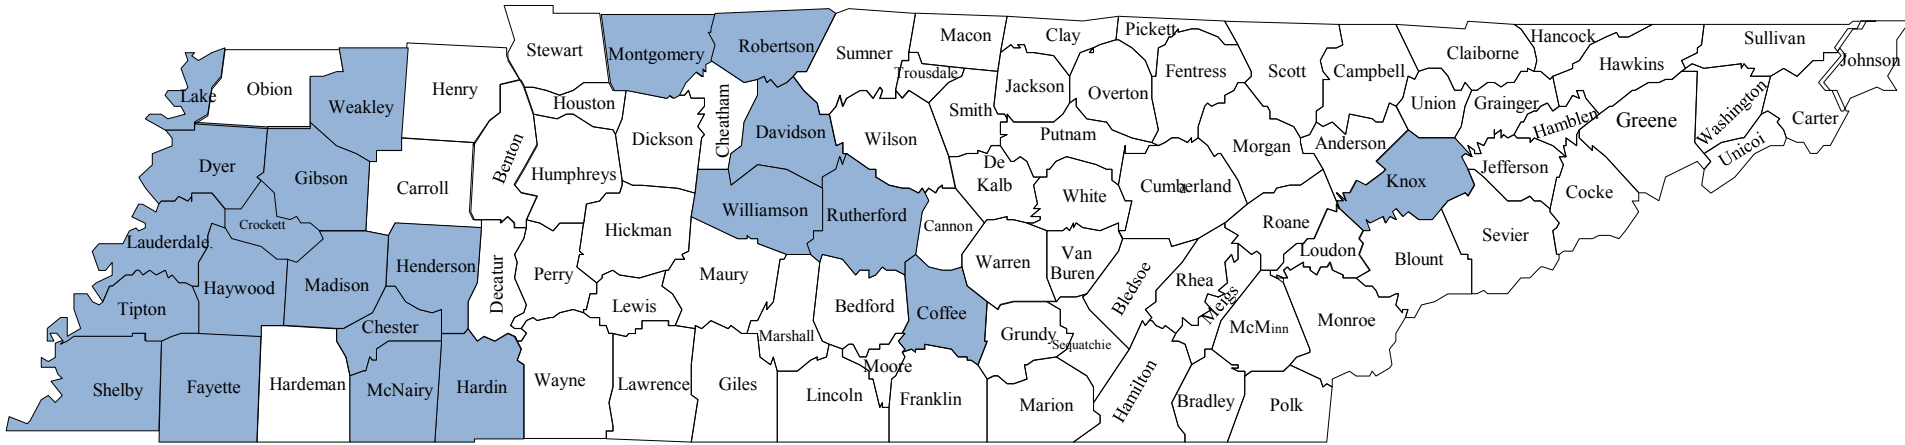 Lake
Obion
Weakley
Henry
Stewart
Montgomery
Robertson
Sumner
Macon
Trousdale
Clay
Pickett
Fentress
Scott
Campbell
Claiborne
Hancock
Hawkins
Sullivan
Johnson
Carter
Washington
Unicoi
Greene
Hamblen
Grainger
Union
Anderson
Morgan
Overton
Jackson
Smith
Putnam
Wilson
Davidson
Cheatham
Dickson
Houston
Humphreys
Benton
Carroll
Gibson
Dyer
Crockett
Lauderdale.
Haywood
Madison
Henderson
Decatur
Perry
Hickman
Williamson
Rutherford
Cannon
De
Kalb
White
Cumberland
Roane
Knox
Jefferson
Cocke
Sevier
Blount
Loudon
Rhea
Meigs
Bledsoe
Van
Buren
Warren
Coffee
Bedford
Maury
Lewis
Marshall
Moore
Grundy
Sequatchie
McMinn
Monroe
Tipton
Chester
Shelby
Fayette
Hardeman
McNairy
Hardin
Wayne
Lawrence
Giles
Lincoln
Franklin
Marion
Hamilton
Bradley
Polk